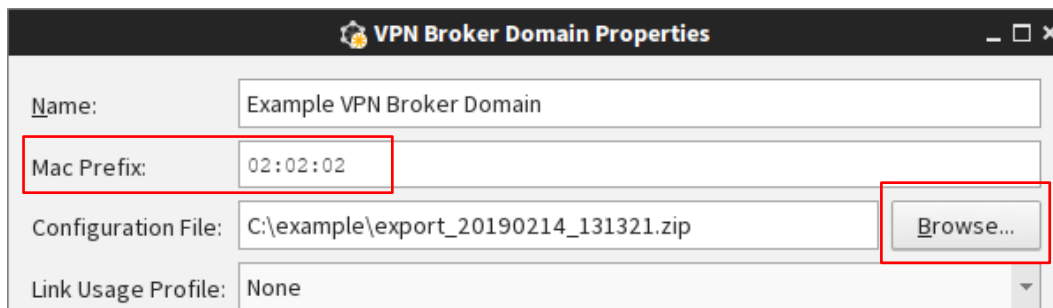 VPN Broker Domain Properties
Name: Example VPN Broker Domain
Mac Prefix: 02:02:02
Configuration File: C:\example\export_20190214_131321.zip Browse...
Link Usage Profile: None